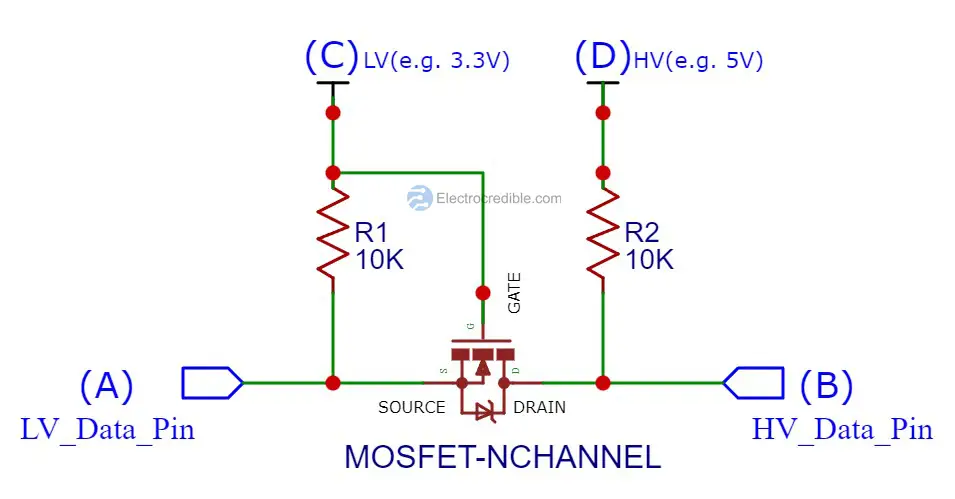 (C) LV(e.g. 3.3V)
(D) HV(e.g. 5V)
Electrocredible.com
R1
10K
R2
10K
GATE
G
S
D
(A)
LV_Data_Pin
SOURCE
DRAIN
(B)
HV_Data_Pin
MOSFET-NCHANNEL